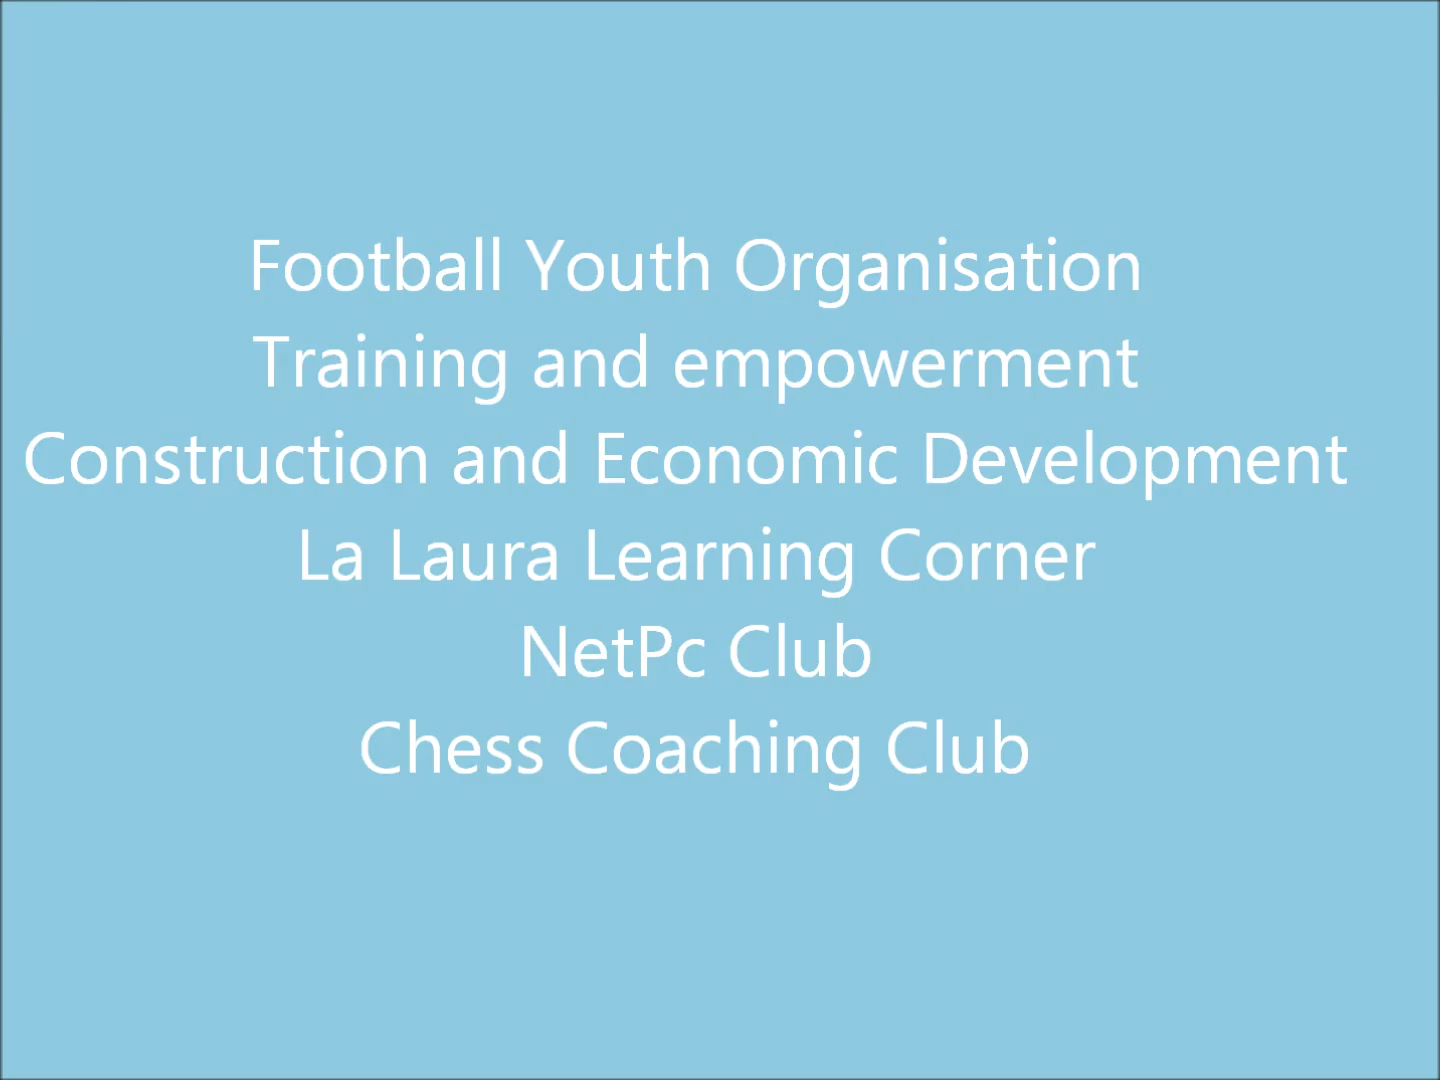 Football Youth Organisation
Training and empowerment
Construction and Economic Development
La Laura Learning Corner
NetPc Club
Chess Coaching Club